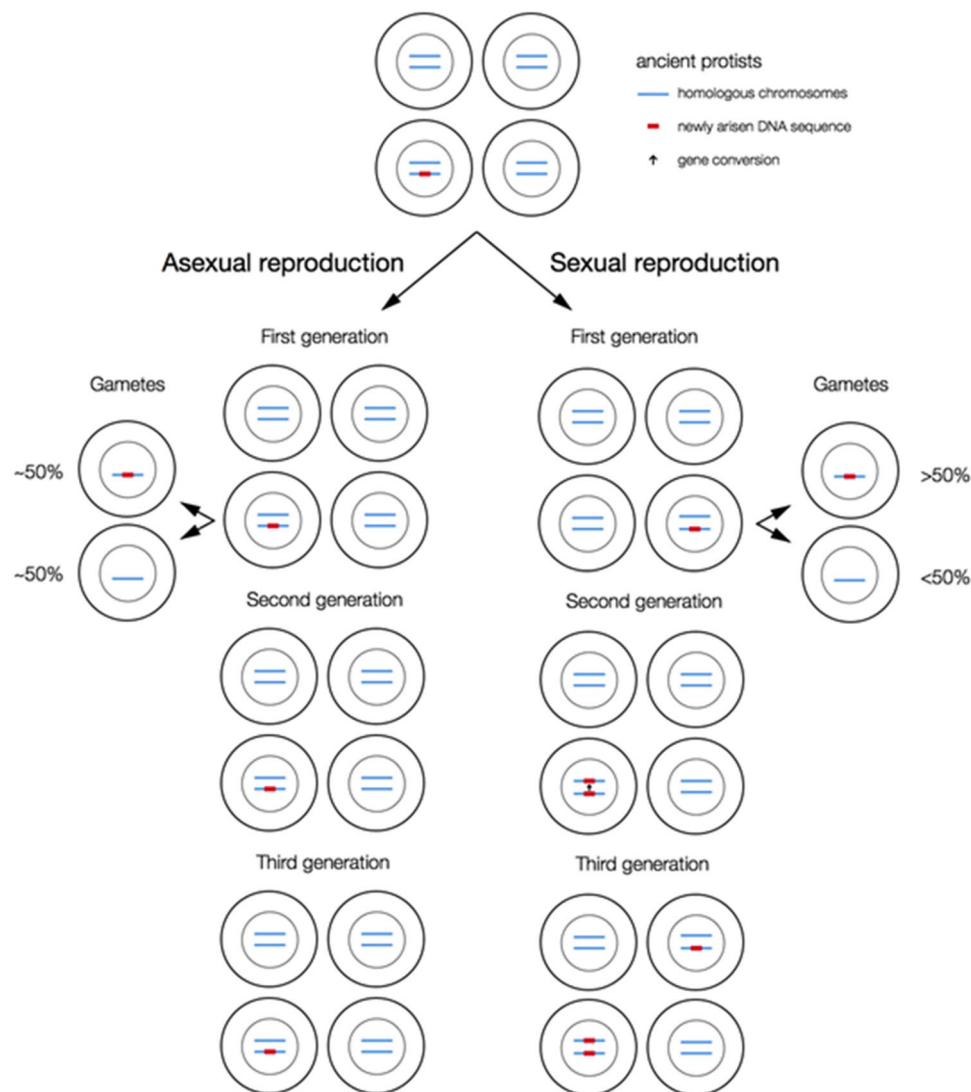 ancient protists
homologous chromosomes
newly arisen DNA sequence
gene conversion
Asexual reproduction
Sexual reproduction
First generation
First generation
Gametes
Gametes
~50%
>50%
~50%
<50%
Second generation
Second generation
Third generation
Third generation